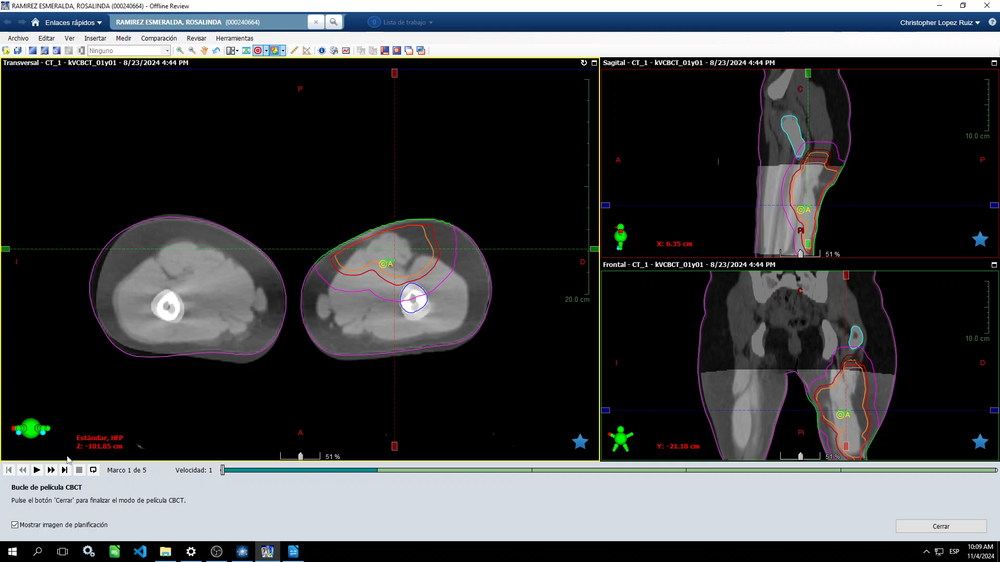 RAMIREZ ESMERALDA, ROSALINDA (000240664) - Offline Review
Enlaces rápidos
RAMIREZ ESMERALDA, ROSALINDA (000240664)
0 Lista de trabajo
Christopher Lopez Ruiz
Archivo Editar Ver Insertar Medir Comparación Revisar Herramientas
Ninguno
Transversal - CT_1 - kVCBCT_01y01 - 8/23/2024 4:44 PM
P
I
D
20.0 cm
A
A
Estándar, HFP
Z: -101.85 cm
51 %
Sagital - CT_1 - kVCBCT_01y01 - 8/23/2024 4:44 PM
C
10.0 cm
A
P
A
Pi
X: 6.35 cm
51 %
Frontal - CT_1 - kVCBCT_01y01 - 8/23/2024 4:44 PM
C
10.0 cm
I
D
A
Pi
Y: -21.18 cm
51 %
Marco 1 de 5
Velocidad: 1
Bucle de película CBCT
Pulse el botón 'Cerrar' para finalizar el modo de película CBCT.
Mostrar imagen de planificación
Cerrar
ESP
10:09 AM
11/4/2024